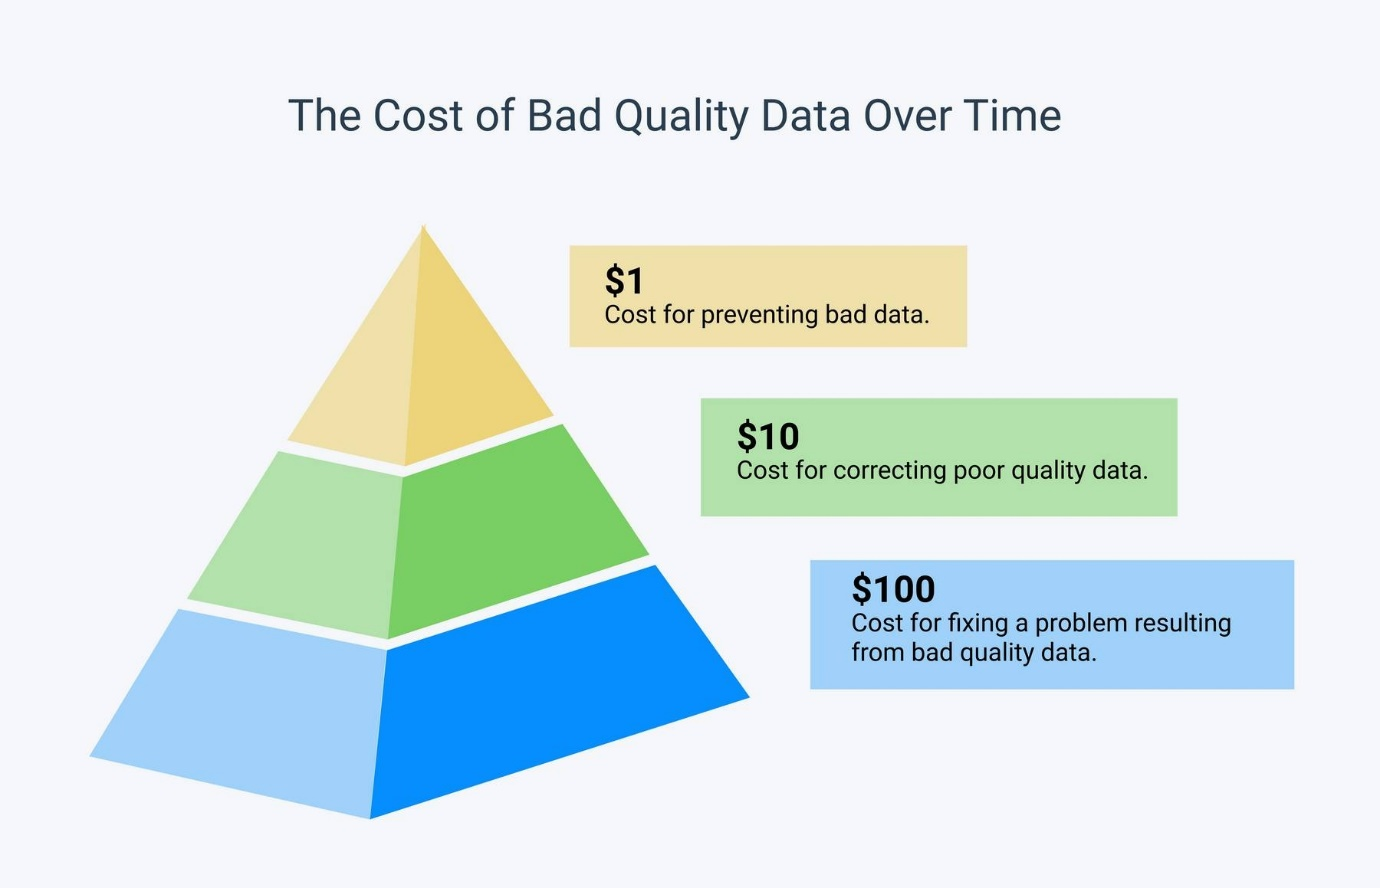 The Cost of Bad Quality Data Over Time
$1
Cost for preventing bad data.
$10
Cost for correcting poor quality data.
$100
Cost for fixing a problem resulting
from bad quality data.